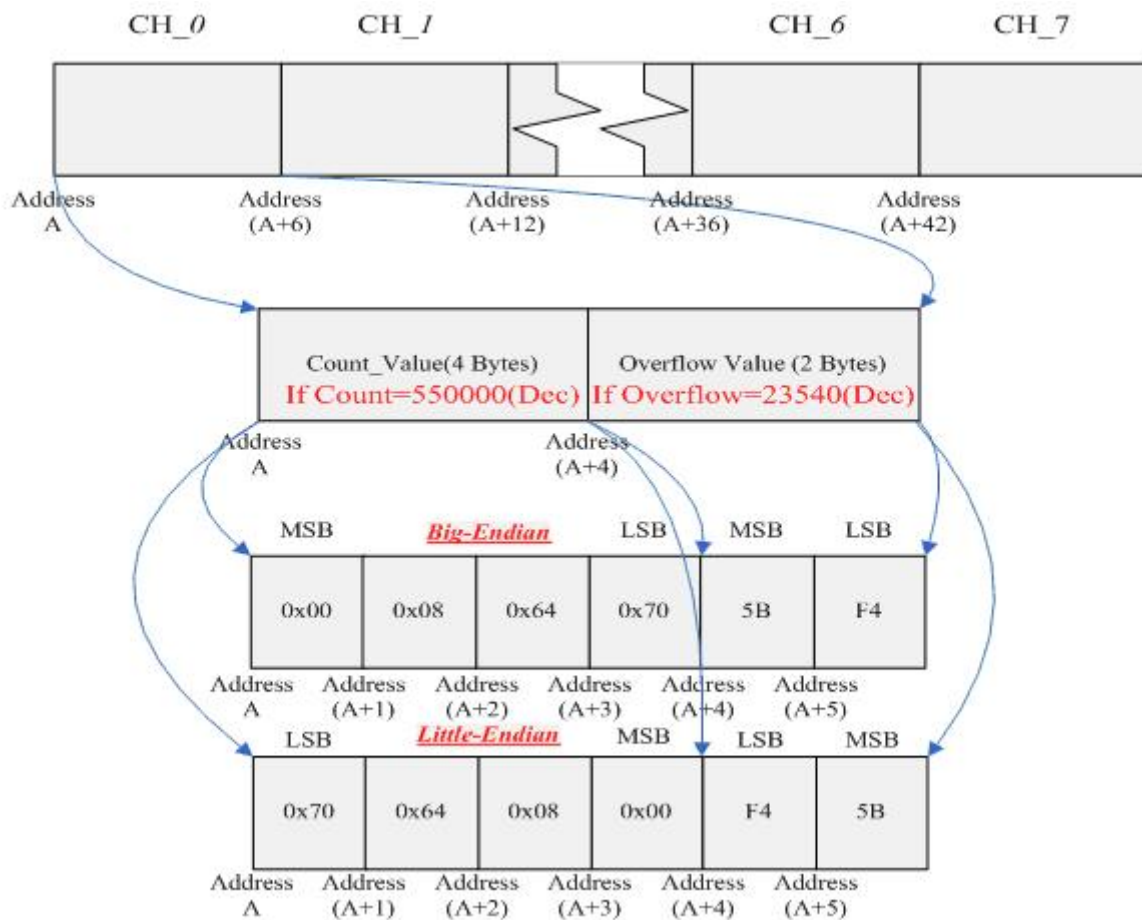 CH_0 CH_1 CH_6 CH_7
Address Address Address Address Address
A (A+6) (A+12) (A+36) (A+42)
Count_Value(4 Bytes) Overflow Value (2 Bytes)
If Count=550000(Dec) If Overflow=23540(Dec)
Address Address
A (A+4)
MSB Big-Endian LSB MSB LSB
0x00 0x08 0x64 0x70 5B F4
Address Address Address Address Address Address
A (A+1) (A+2) (A+3) (A+4) (A+5)
LSB Little-Endian MSB LSB MSB
0x70 0x64 0x08 0x00 F4 5B
Address Address Address Address Address Address
A (A+1) (A+2) (A+3) (A+4) (A+5)